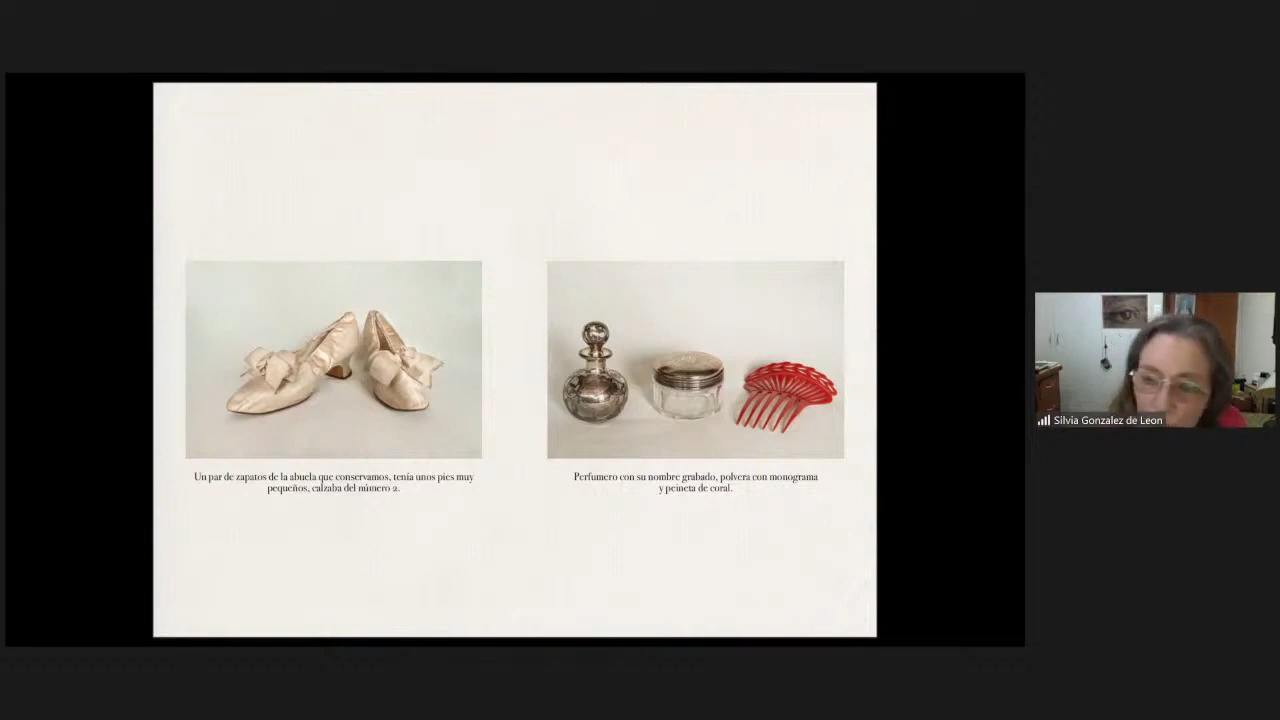 Un par de zapatos de la abuela que conservamos, tenía unos pies muy
pequeños, calzaba del número 2.
Perfumero con su nombre grabado, polvera con monograma
y peineta de coral.
Silvia Gonzalez de Leon